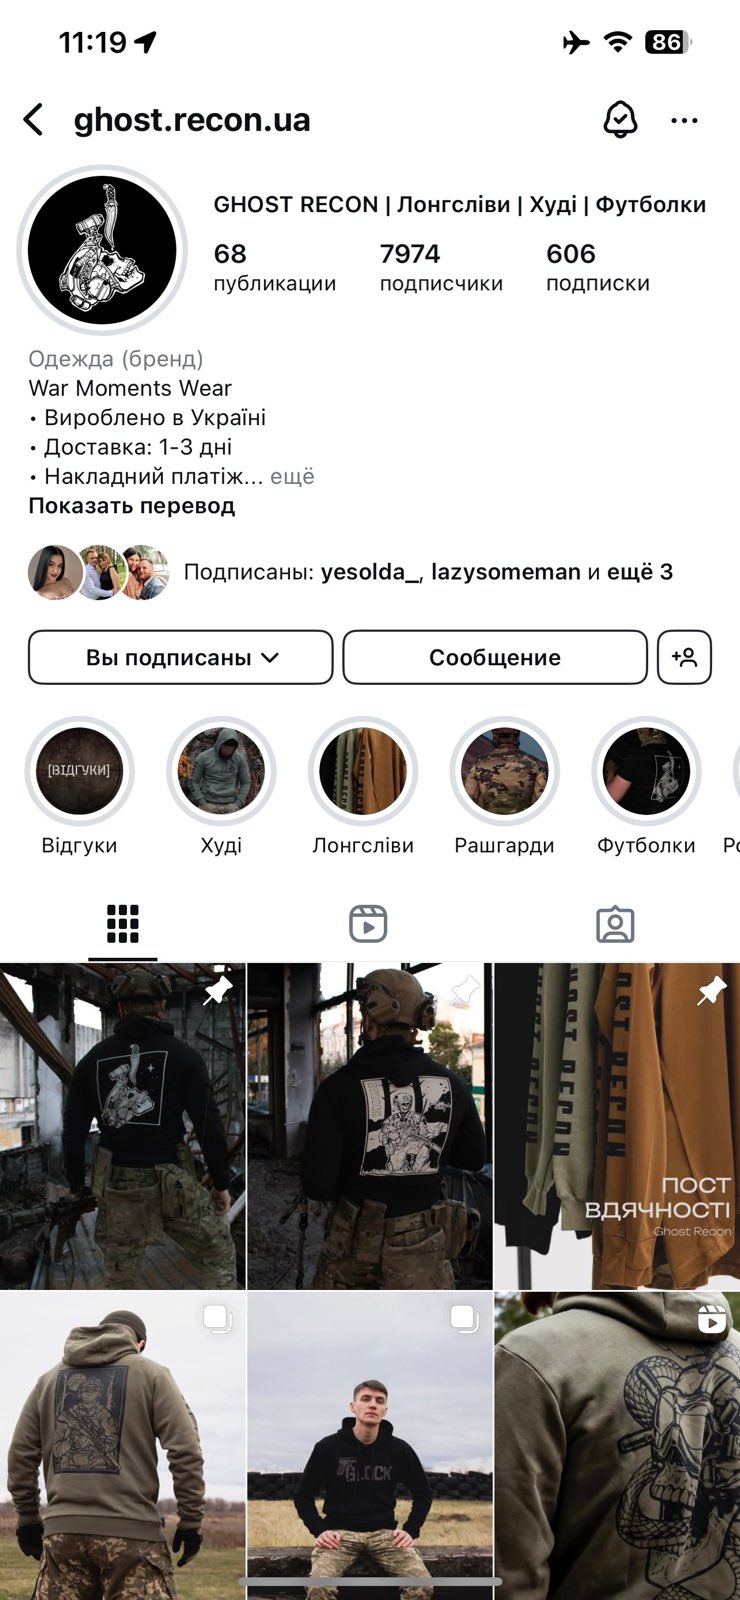 11:19
86
ghost.recon.ua
GHOST RECON | Лонгсліви | Худі | Футболки
68 7974 606
публикации подписчики подписки
Одежда (бренд)
War Moments Wear
• Вироблено в Україні
• Доставка: 1-3 дні
• Накладний платіж... ещё
Показать перевод
Подписаны: yesolda_, lazysomeman и ещё 3
Вы подписаны
Сообщение
[ВІДГУКИ]
Відгуки Худі Лонгсліви Рашгарди Футболки
GHOST RECON
ПОСТ
ВДЯЧНОСТІ
Ghost Recon
GLOCK